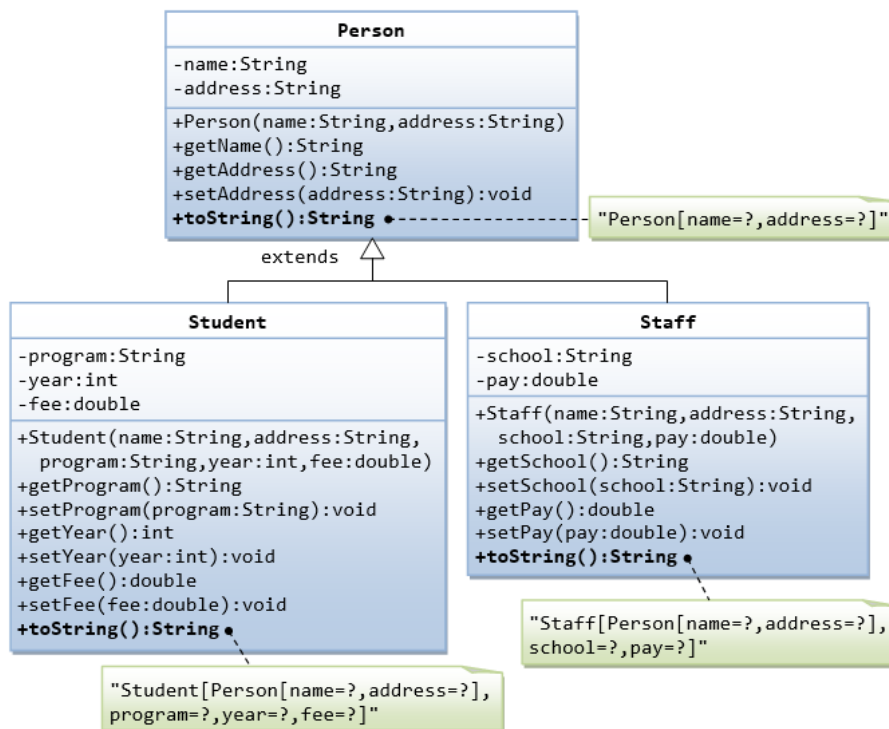 Person
-name:String
-address:String
+Person(name:String,address:String)
+getName():String
+getAddress():String
+setAddress(address:String):void
+toString():String
"Person[name=?,address=?]"
extends
Student
-program:String
-year:int
-fee:double
+Student(name:String,address:String,
program:String,year:int,fee:double)
+getProgram():String
+setProgram(program:String):void
+getYear():int
+setYear(year:int):void
+getFee():double
+setFee(fee:double):void
+toString():String
"Student[Person[name=?,address=?],
program=?,year=?,fee=?]"
Staff
-school:String
-pay:double
+Staff(name:String,address:String,
school:String,pay:double)
+getSchool():String
+setSchool(school:String):void
+getPay():double
+setPay(pay:double):void
+toString():String
"Staff[Person[name=?,address=?],
school=?,pay=?]"